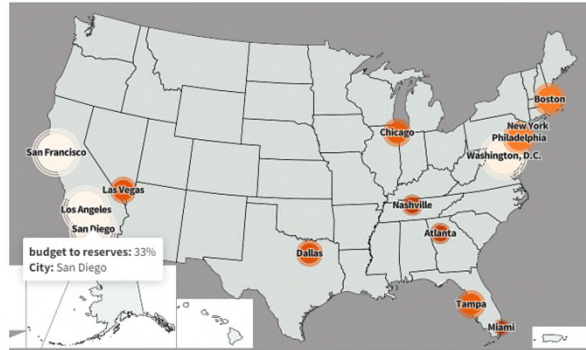 Boston
New York
Chicago
Philadelphia
San Francisco
Washington, D.C.
Las Vegas
Nashville
Los Angeles
San Diego
Atlanta
budget to reserves: 33%
City: San Diego
Dallas
Tampa
Miami